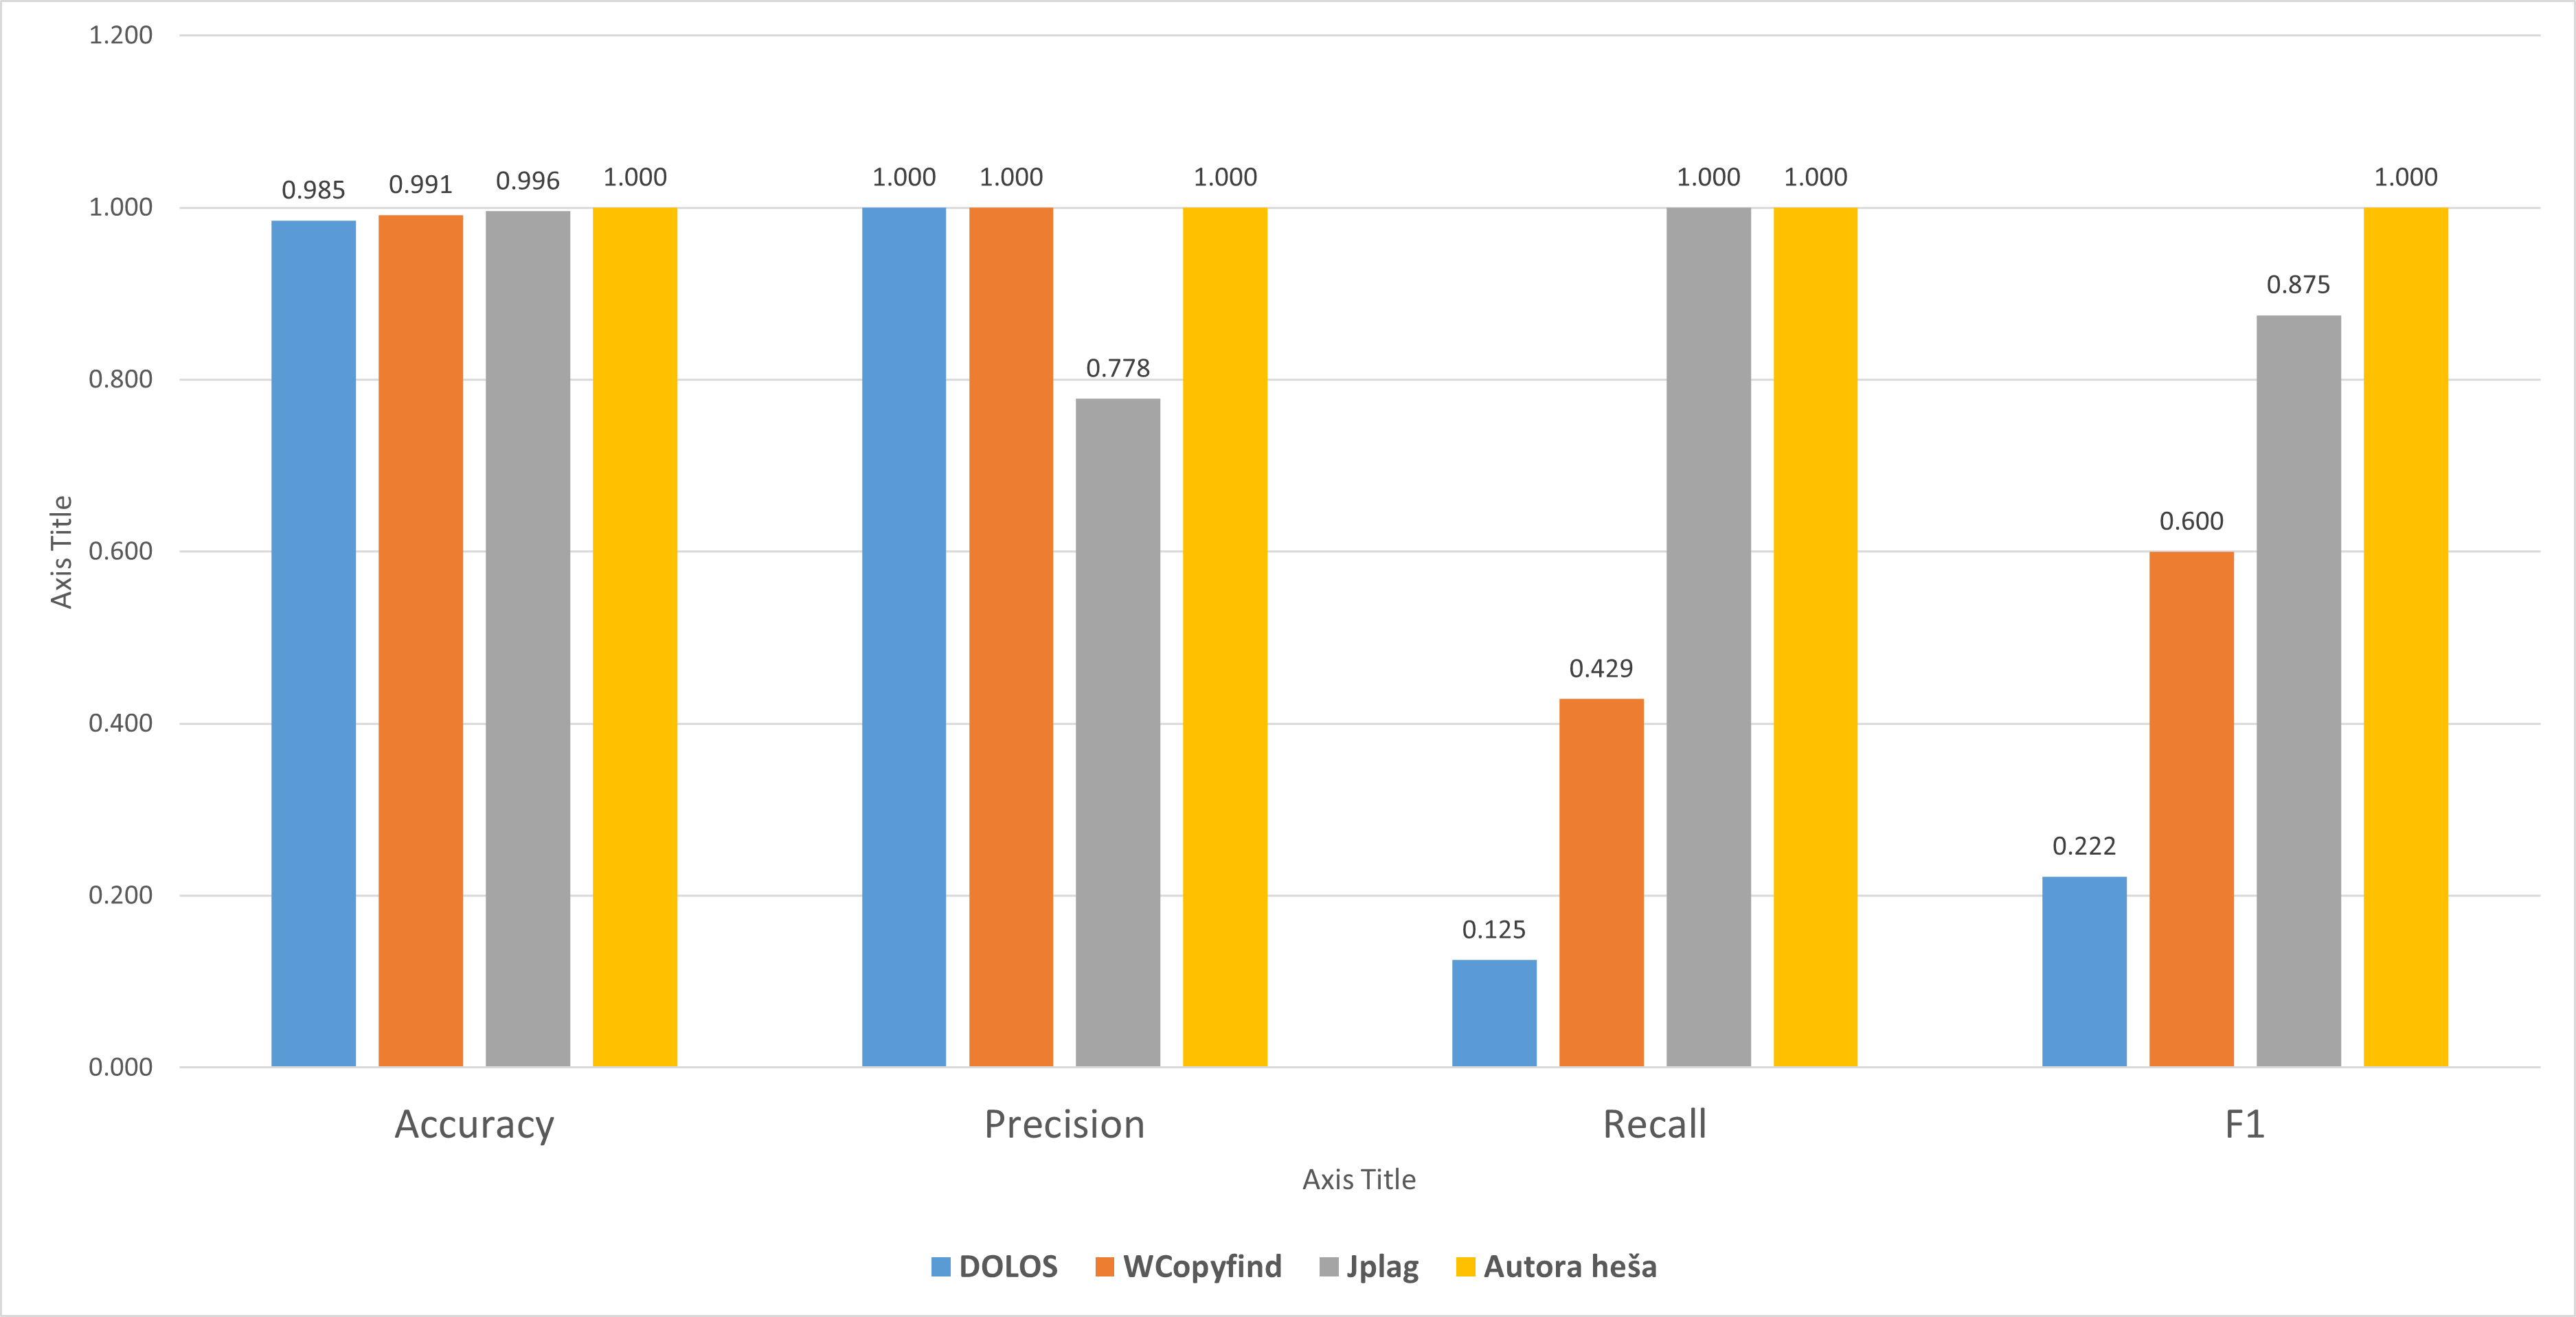 1.200
1.000
0.800
0.600
0.400
0.200
0.000
Axis Title
0.985 0.991 0.996 1.000
1.000 1.000 0.778 1.000
0.125 0.429 1.000 1.000
0.222 0.600 0.875 1.000
Accuracy Precision Recall F1
Axis Title
DOLOS WCopyfind Jplag Autora heša